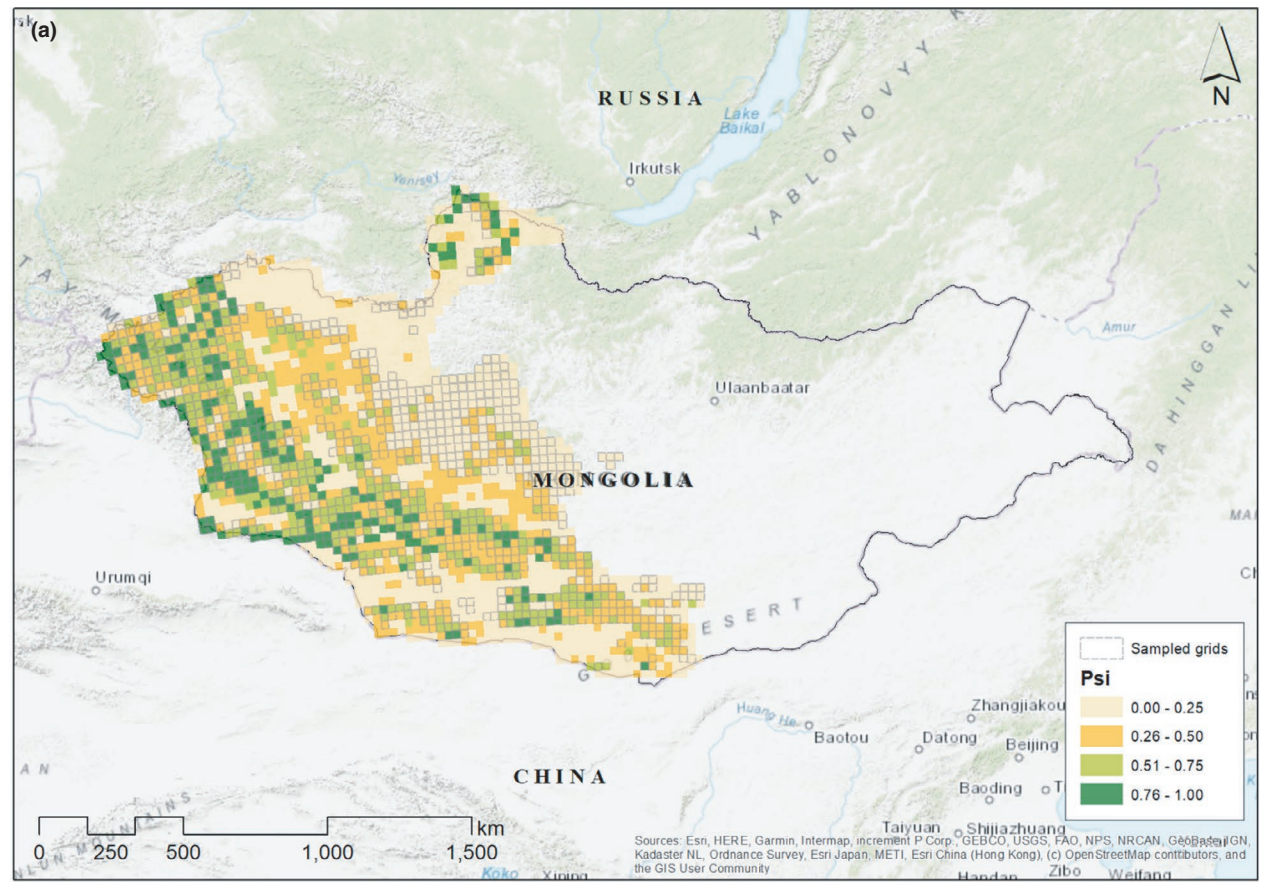 (a)
RUSSIA
N
Lake
Baikal
Irkutsk
YABLONOVYY
Yenisey
TAY M
Amur
DA HINGGAN LI
Ulaanbaatar
MONGOLIA
Urumqi
ESERT
G
Sampled grids
Psi
0.00 - 0.25
0.26 - 0.50
0.51 - 0.75
0.76 - 1.00
Huang He
Zhangjiakou
Baotou
Datong
Beijing
Baoding
CHINA
AN
NLUN MOUNTAINS
km
0 250 500 1,000 1,500
Taiyuan
Shijiazhuang
Sources: Esri, HERE, Garmin, Intermap, increment P Corp., GEBCO, USGS, FAO, NPS, NRCAN, GeoBase, IGN,
Kadaster NL, Ordnance Survey, Esri Japan, METI, Esri China (Hong Kong), (c) OpenStreetMap contributors, and
the GIS User Community
Koko
Xining
Handan
Zibo
Weifang